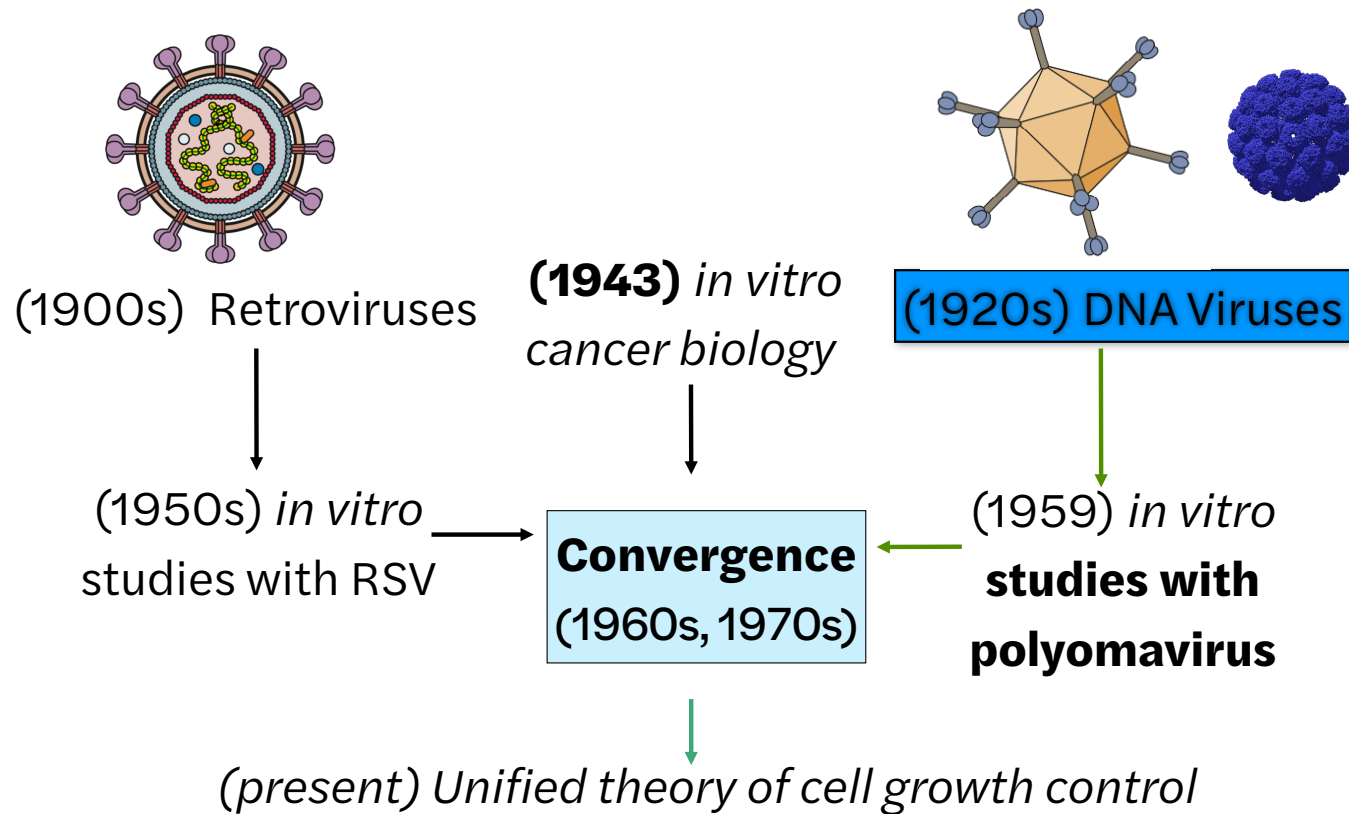 (1900s) Retroviruses
(1943) in vitro
cancer biology
(1920s) DNA Viruses
(1950s) in vitro
studies with RSV
Convergence
(1960s, 1970s)
(1959) in vitro
studies with
polyomavirus
(present) Unified theory of cell growth control